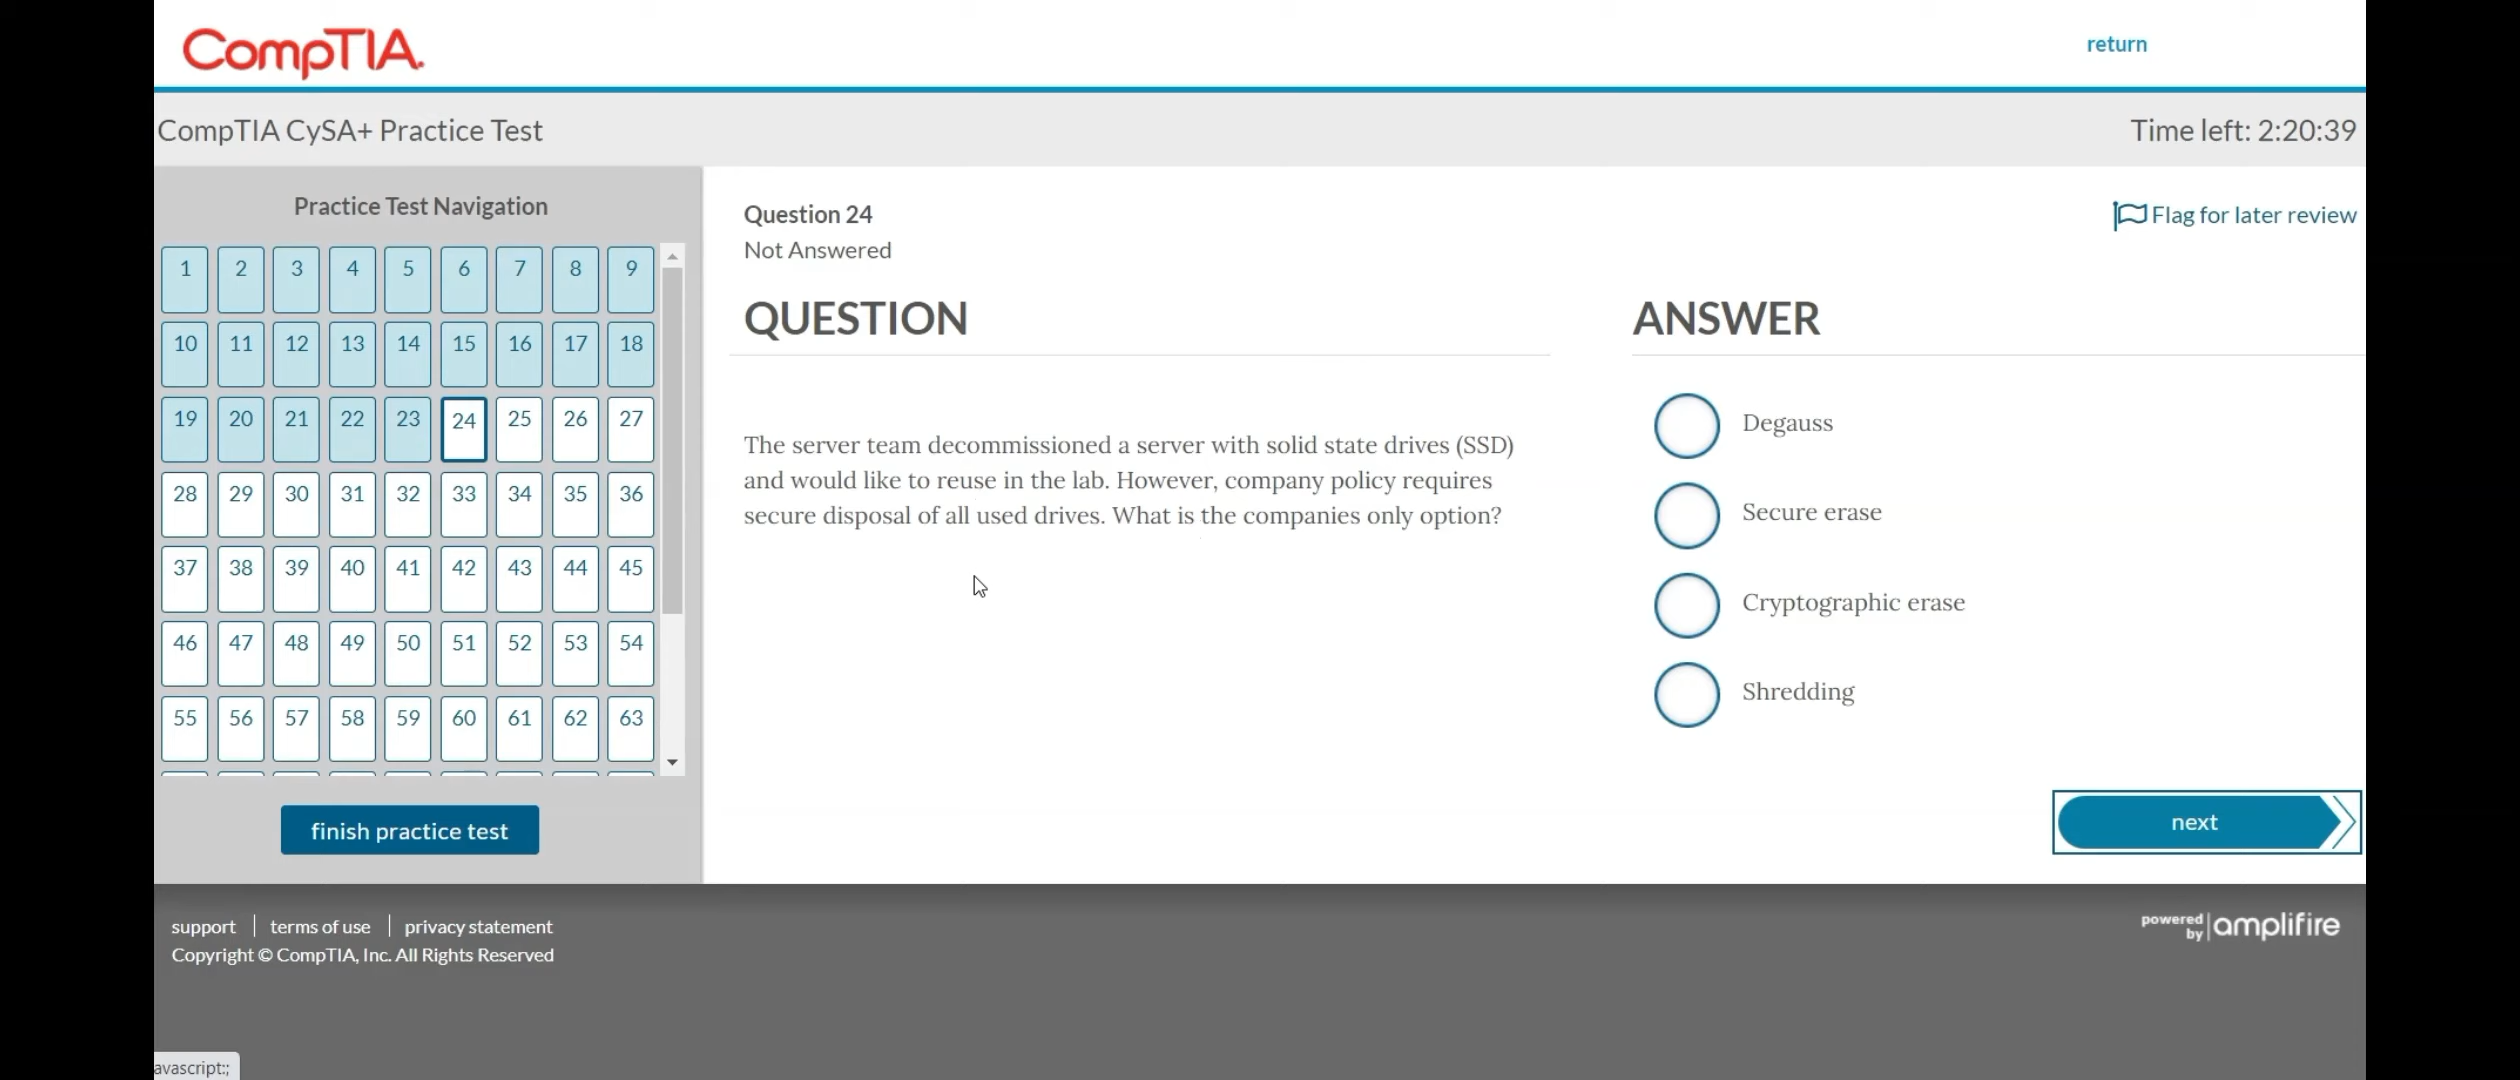 CompTIA.
return
CompTIA CySA+ Practice Test
Time left: 2:20:39
Practice Test Navigation
1 2 3 4 5 6 7 8 9
10 11 12 13 14 15 16 17 18
19 20 21 22 23 24 25 26 27
28 29 30 31 32 33 34 35 36
37 38 39 40 41 42 43 44 45
46 47 48 49 50 51 52 53 54
55 56 57 58 59 60 61 62 63
finish practice test
Question 24
Not Answered
Flag for later review
QUESTION
The server team decommissioned a server with solid state drives (SSD)
and would like to reuse in the lab. However, company policy requires
secure disposal of all used drives. What is the companies only option?
ANSWER
Degauss
Secure erase
Cryptographic erase
Shredding
next
support | terms of use | privacy statement
Copyright © CompTIA, Inc. All Rights Reserved
powered by | amplifire
avascript:;